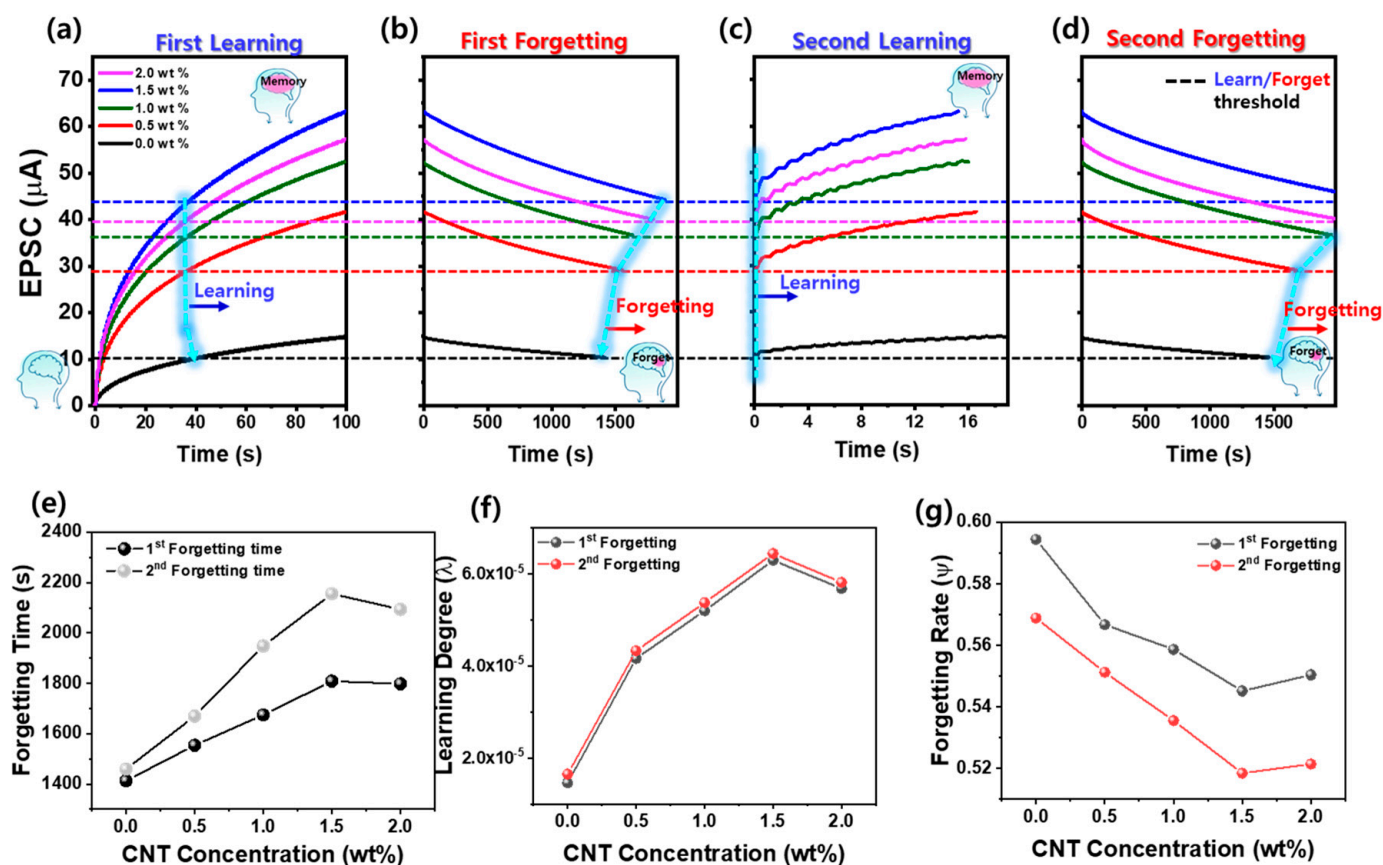 (a)
First Learning
(b)
First Forgetting
(c)
Second Learning
(d)
Second Forgetting
EPSC (μA)
70
60
50
40
30
20
10
0
2.0 wt %
1.5 wt %
1.0 wt %
0.5 wt %
0.0 wt %
Memory
Learning
0 20 40 60 80 100
Time (s)
Forgetting
Forget
0 500 1000 1500
Time (s)
Memory
Learning
0 4 8 12 16
Time (s)
Learn/Forget
threshold
Forgetting
Forget
0 500 1000 1500
Time (s)
(e)
Forgetting Time (s)
2400
2200
2000
1800
1600
1400
1st Forgetting time
2nd Forgetting time
0.0 0.5 1.0 1.5 2.0
CNT Concentration (wt%)
(f)
Learning Degree (λ)
6.0x10-5
4.0x10-5
2.0x10-5
1st Forgetting
2nd Forgetting
0.0 0.5 1.0 1.5 2.0
CNT Concentration (wt%)
(g)
Forgetting Rate (ψ)
0.60
0.58
0.56
0.54
0.52
1st Forgetting
2nd Forgetting
0.0 0.5 1.0 1.5 2.0
CNT Concentration (wt%)